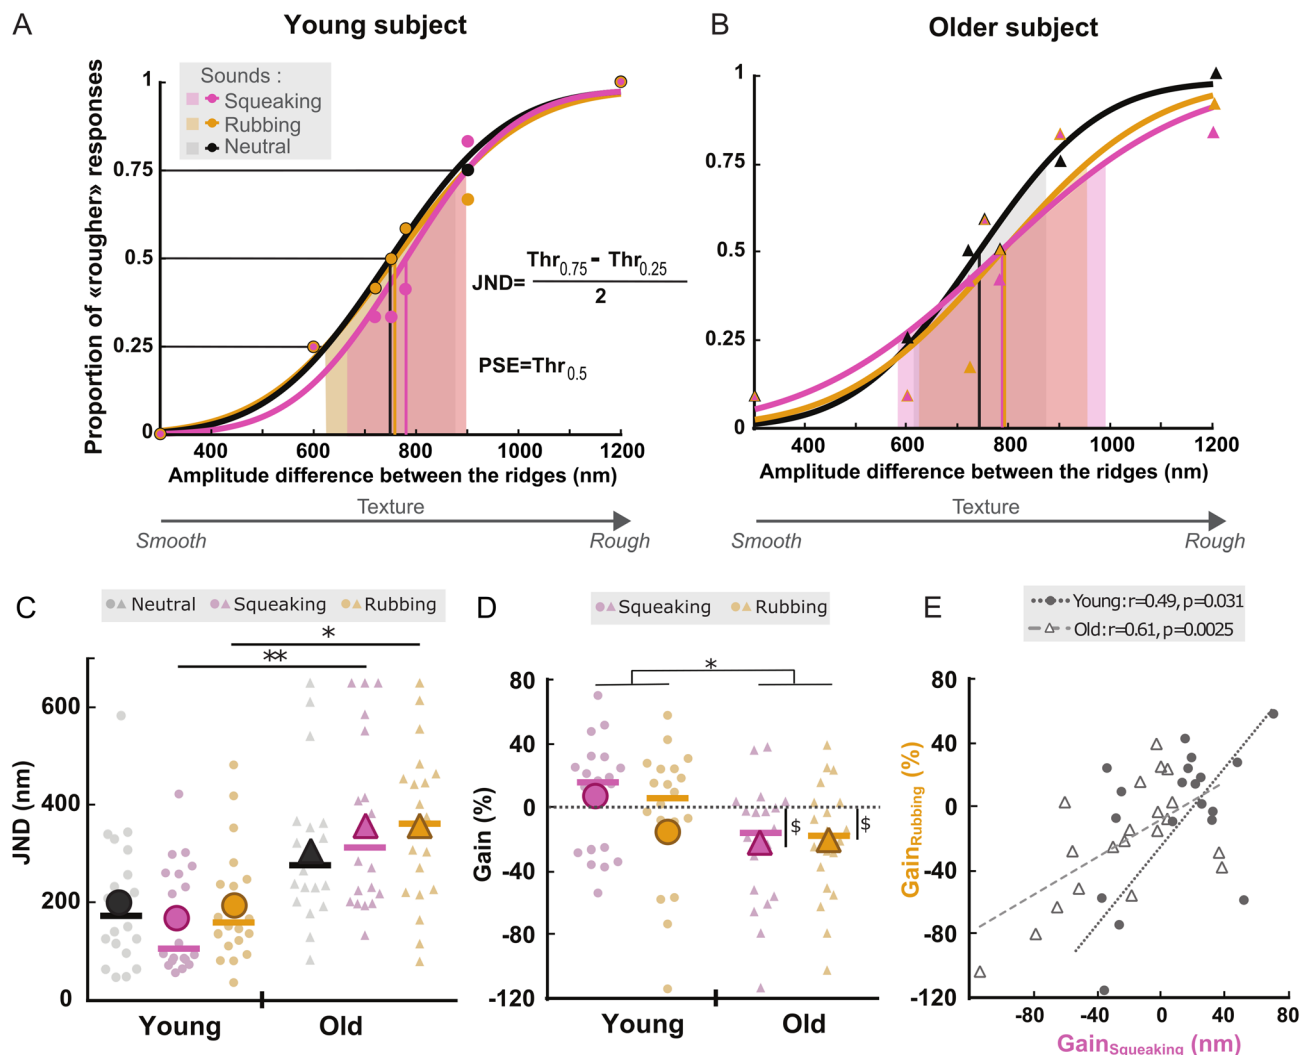 A
Young subject
Sounds :
Squeaking
Rubbing
Neutral
Proportion of «rougher» responses
1
0.75
0.5
0.25
0
JND= Thr0.75 - Thr0.25
2
PSE=Thr0.5
400
600
800
1000
1200
Amplitude difference between the ridges (nm)
Texture
Smooth
Rough
B
Older subject
1
0.75
0.5
0.25
0
400
600
800
1000
1200
Amplitude difference between the ridges (nm)
Texture
Smooth
Rough
C
Neutral
Squeaking
Rubbing
*
**
JND (nm)
600
400
200
0
Young
Old
D
Squeaking
Rubbing
*
Gain (%)
80
40
0
-40
-80
-120
$
$
Young
Old
E
Young: r=0.49, p=0.031
Old: r=0.61, p=0.0025
GainRubbing (%)
80
40
0
-40
-80
-120
-80
-40
0
40
80
GainSqueaking (nm)